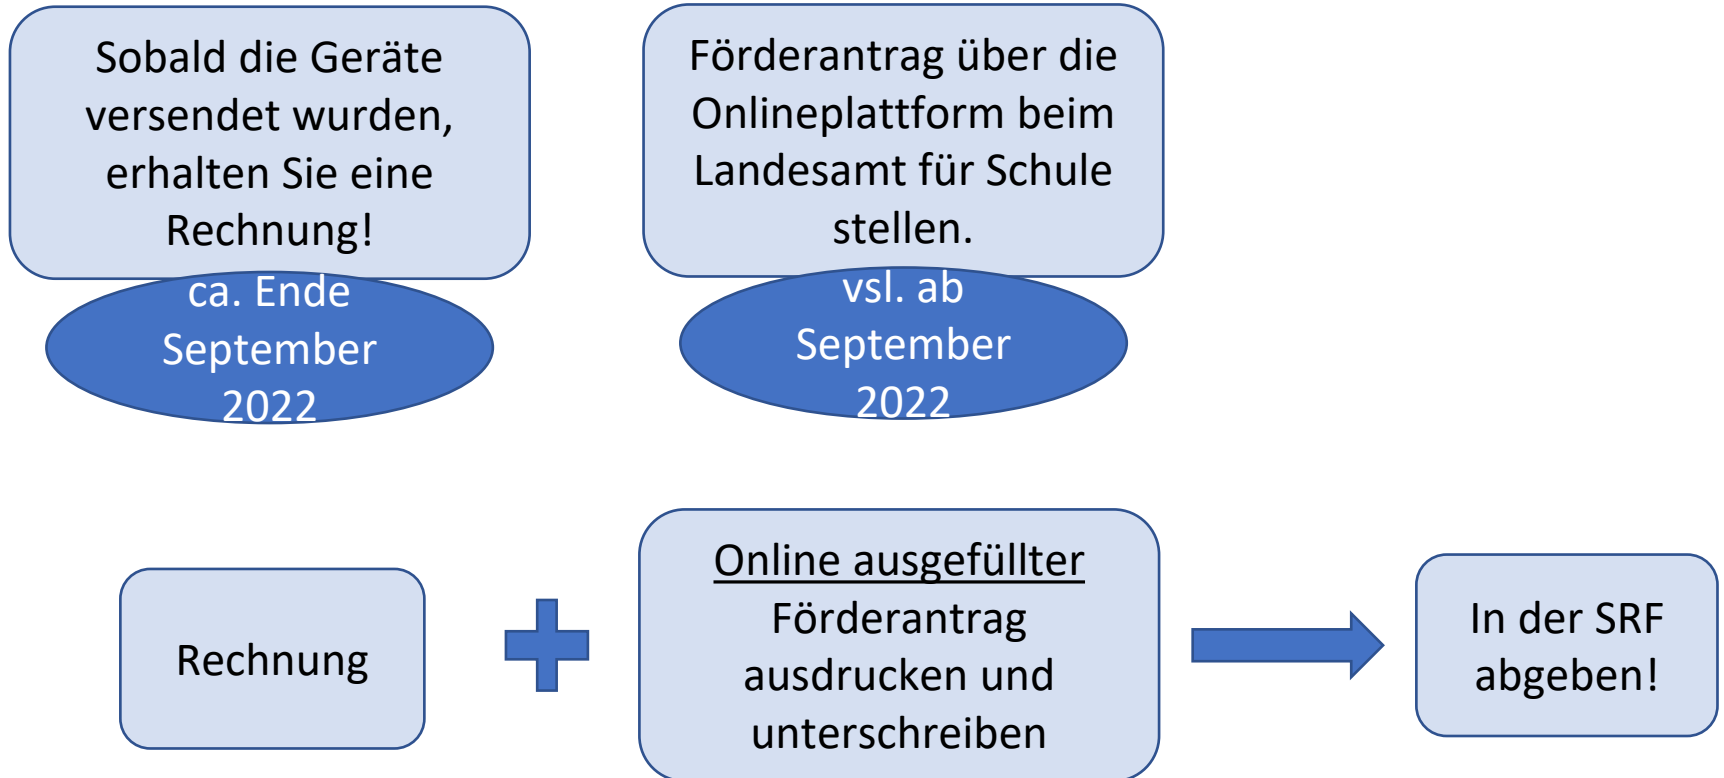 Sobald die Geräte
versendet wurden,
erhalten Sie eine
Rechnung!
ca. Ende
September
2022
Förderantrag über die
Onlineplattform beim
Landesamt für Schule
stellen.
vsl. ab
September
2022
Rechnung
Online ausgefüllter
Förderantrag
ausdrucken und
unterschreiben
In der SRF
abgeben!